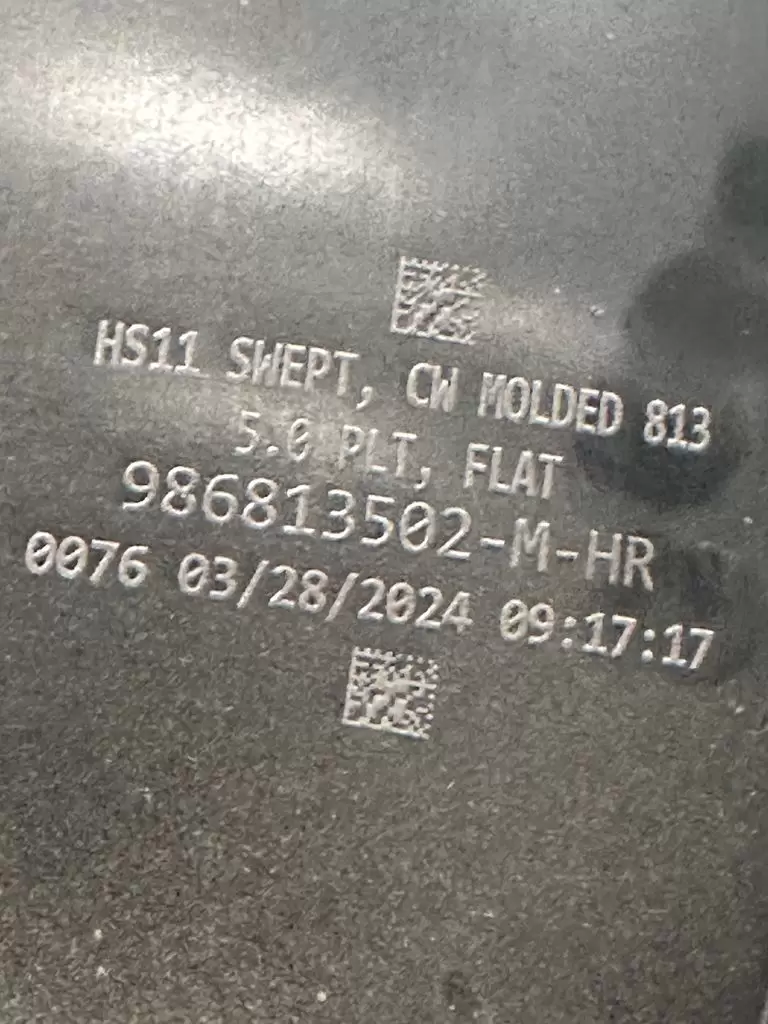 HS11 SWEPT, CW MOLDED 813
5.0 PLT, FLAT
986813502-M-HR
0076 03/28/2024 09:17:17